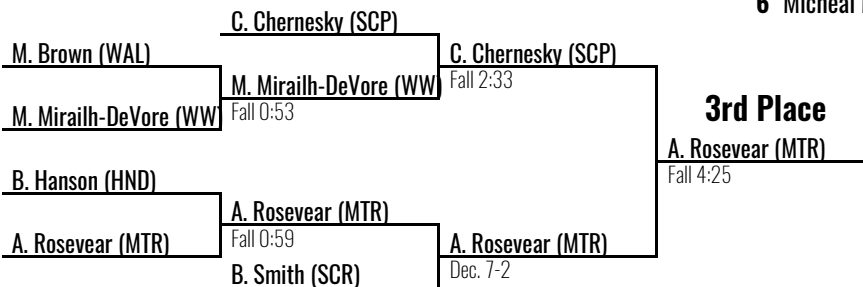 6 Micheal
C. Chernesky (SCP)
M. Brown (WAL)
C. Chernesky (SCP)
M. Mirailh-DeVore (WW)
Fall 2:33
Fall 0:53
M. Mirailh-DeVore (WW
3rd Place
A. Rosevear (MTR)
Fall 4:25
B. Hanson (HND)
A. Rosevear (MTR)
Fall 0:59
A. Rosevear (MTR)
A. Rosevear (MTR)
B. Smith (SCR)
Dec. 7-2